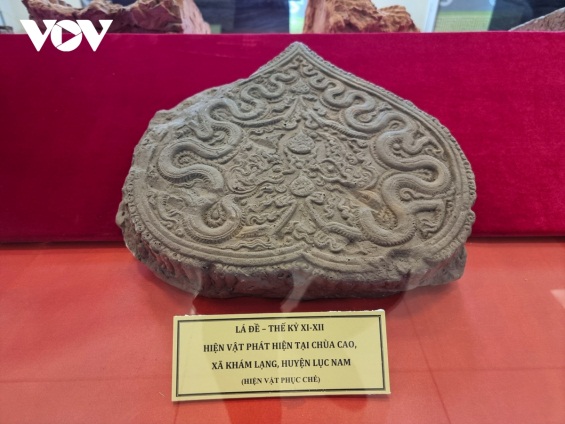 VOV
LÁ ĐỀ – THẾ KỶ XI-XII
HIỆN VẬT PHÁT HIỆN TẠI CHÙA CAO,
XÃ KHÁM LẠNG, HUYỆN LỤC NAM
(HIỆN VẬT PHỤC CHẾ)